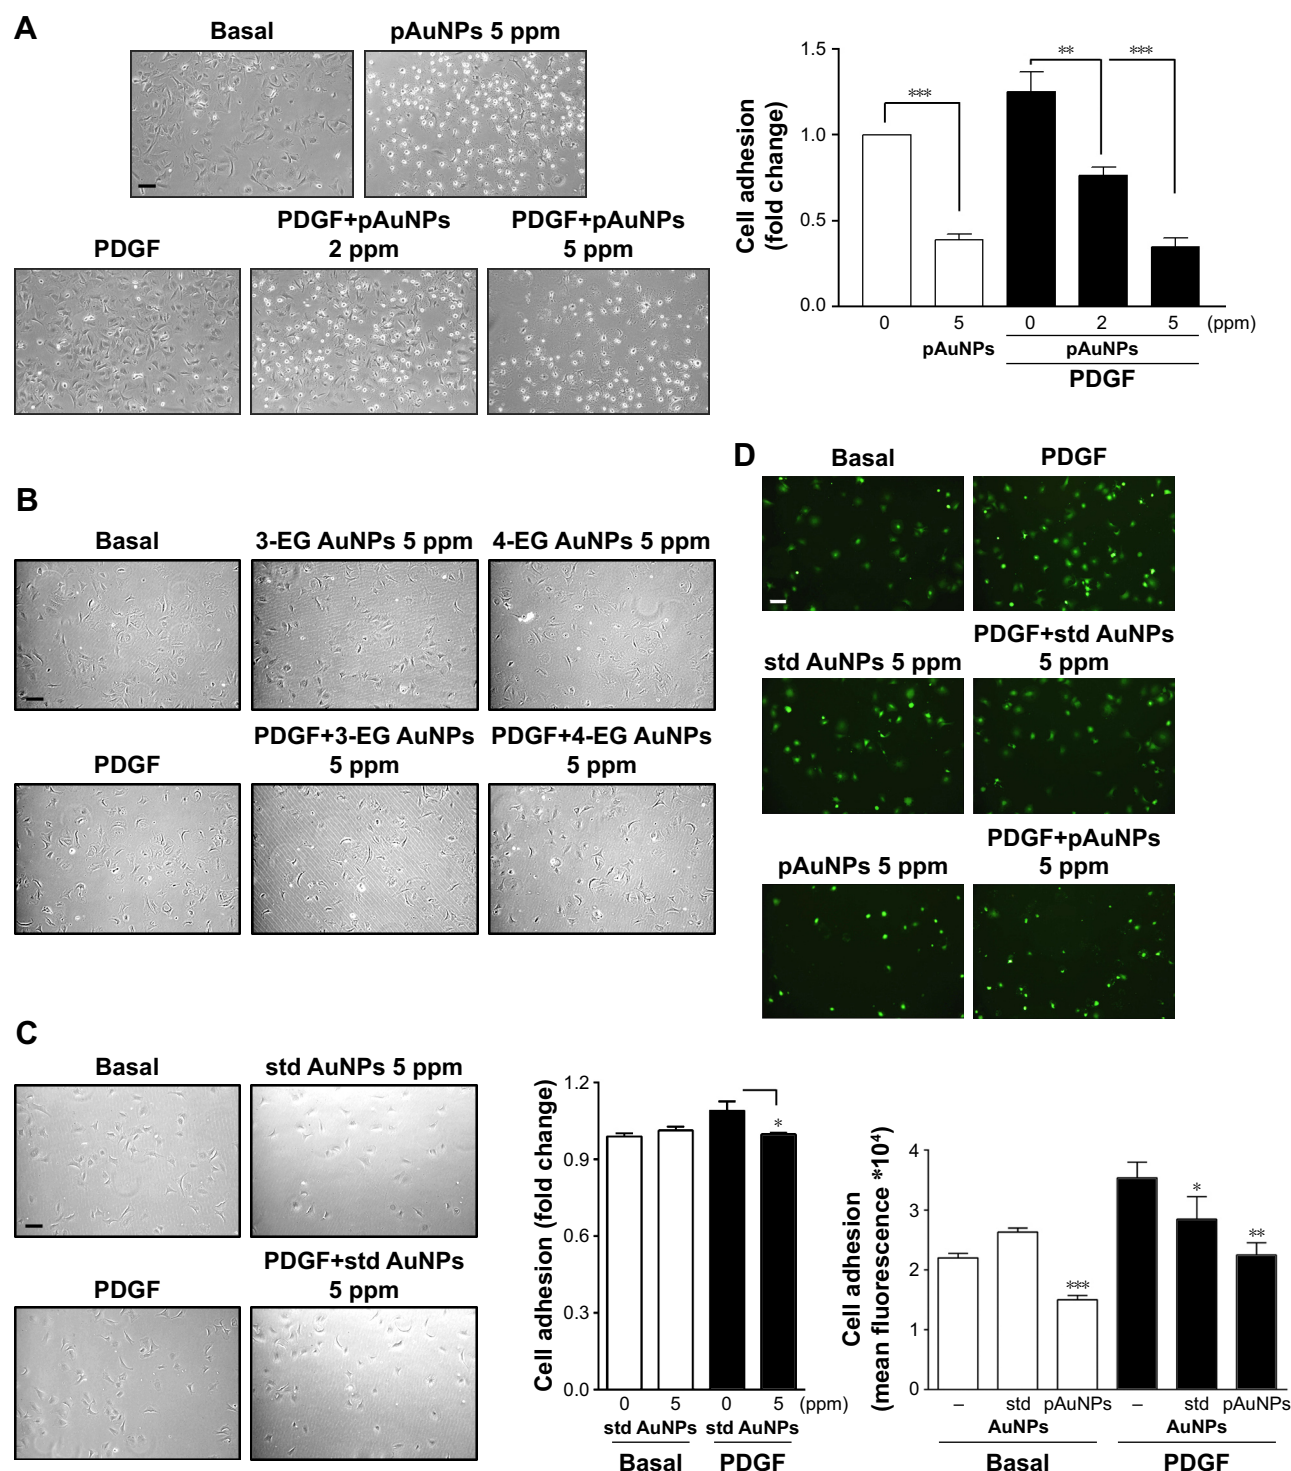 A
Basal
pAuNPs 5 ppm
PDGF
PDGF+pAuNPs
2 ppm
PDGF+pAuNPs
5 ppm
Cell adhesion
(fold change)
1.5
1.0
0.5
0.0
***
**
***
0 5 0 2 5 (ppm)
pAuNPs pAuNPs
PDGF
B
Basal
3-EG AuNPs 5 ppm
4-EG AuNPs 5 ppm
PDGF
PDGF+3-EG AuNPs
5 ppm
PDGF+4-EG AuNPs
5 ppm
D
Basal
PDGF
std AuNPs 5 ppm
PDGF+std AuNPs
5 ppm
pAuNPs 5 ppm
PDGF+pAuNPs
5 ppm
C
Basal
std AuNPs 5 ppm
PDGF
PDGF+std AuNPs
5 ppm
Cell adhesion (fold change)
1.2
0.9
0.6
0.3
0.0
*
0 5 0 5 (ppm)
std AuNPs std AuNPs
Basal PDGF
Cell adhesion
(mean fluorescence *10⁴)
4
3
2
1
0
***
*
**
– std pAuNPs – std pAuNPs
AuNPs AuNPs
Basal PDGF